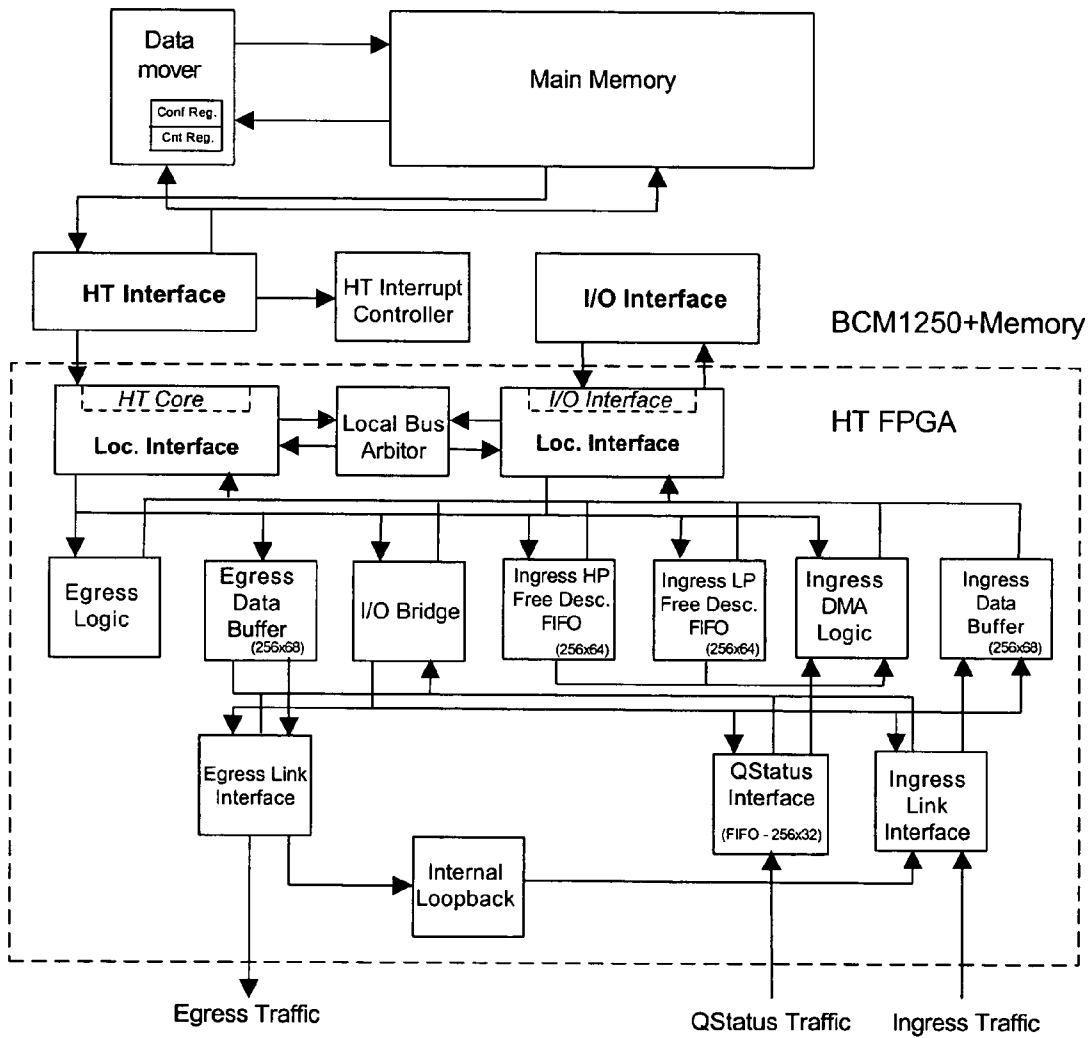 Data
mover
Conf Reg.
Cnt Reg.
Main Memory
HT Interface
HT Interrupt
Controller
I/O Interface
BCM1250+Memory
HT Core
Loc. Interface
Local Bus
Arbitor
I/O Interface
Loc. Interface
HT FPGA
Egress
Logic
Egress
Data
Buffer
(256x68)
I/O Bridge
Ingress HP
Free Desc.
FIFO
(256x64)
Ingress LP
Free Desc.
FIFO
(256x64)
Ingress
DMA
Logic
Ingress
Data
Buffer
(256x68)
Egress Link
Interface
QStatus
Interface
(FIFO - 256x32)
Ingress
Link
Interface
Internal
Loopback
Egress Traffic
QStatus Traffic
Ingress Traffic